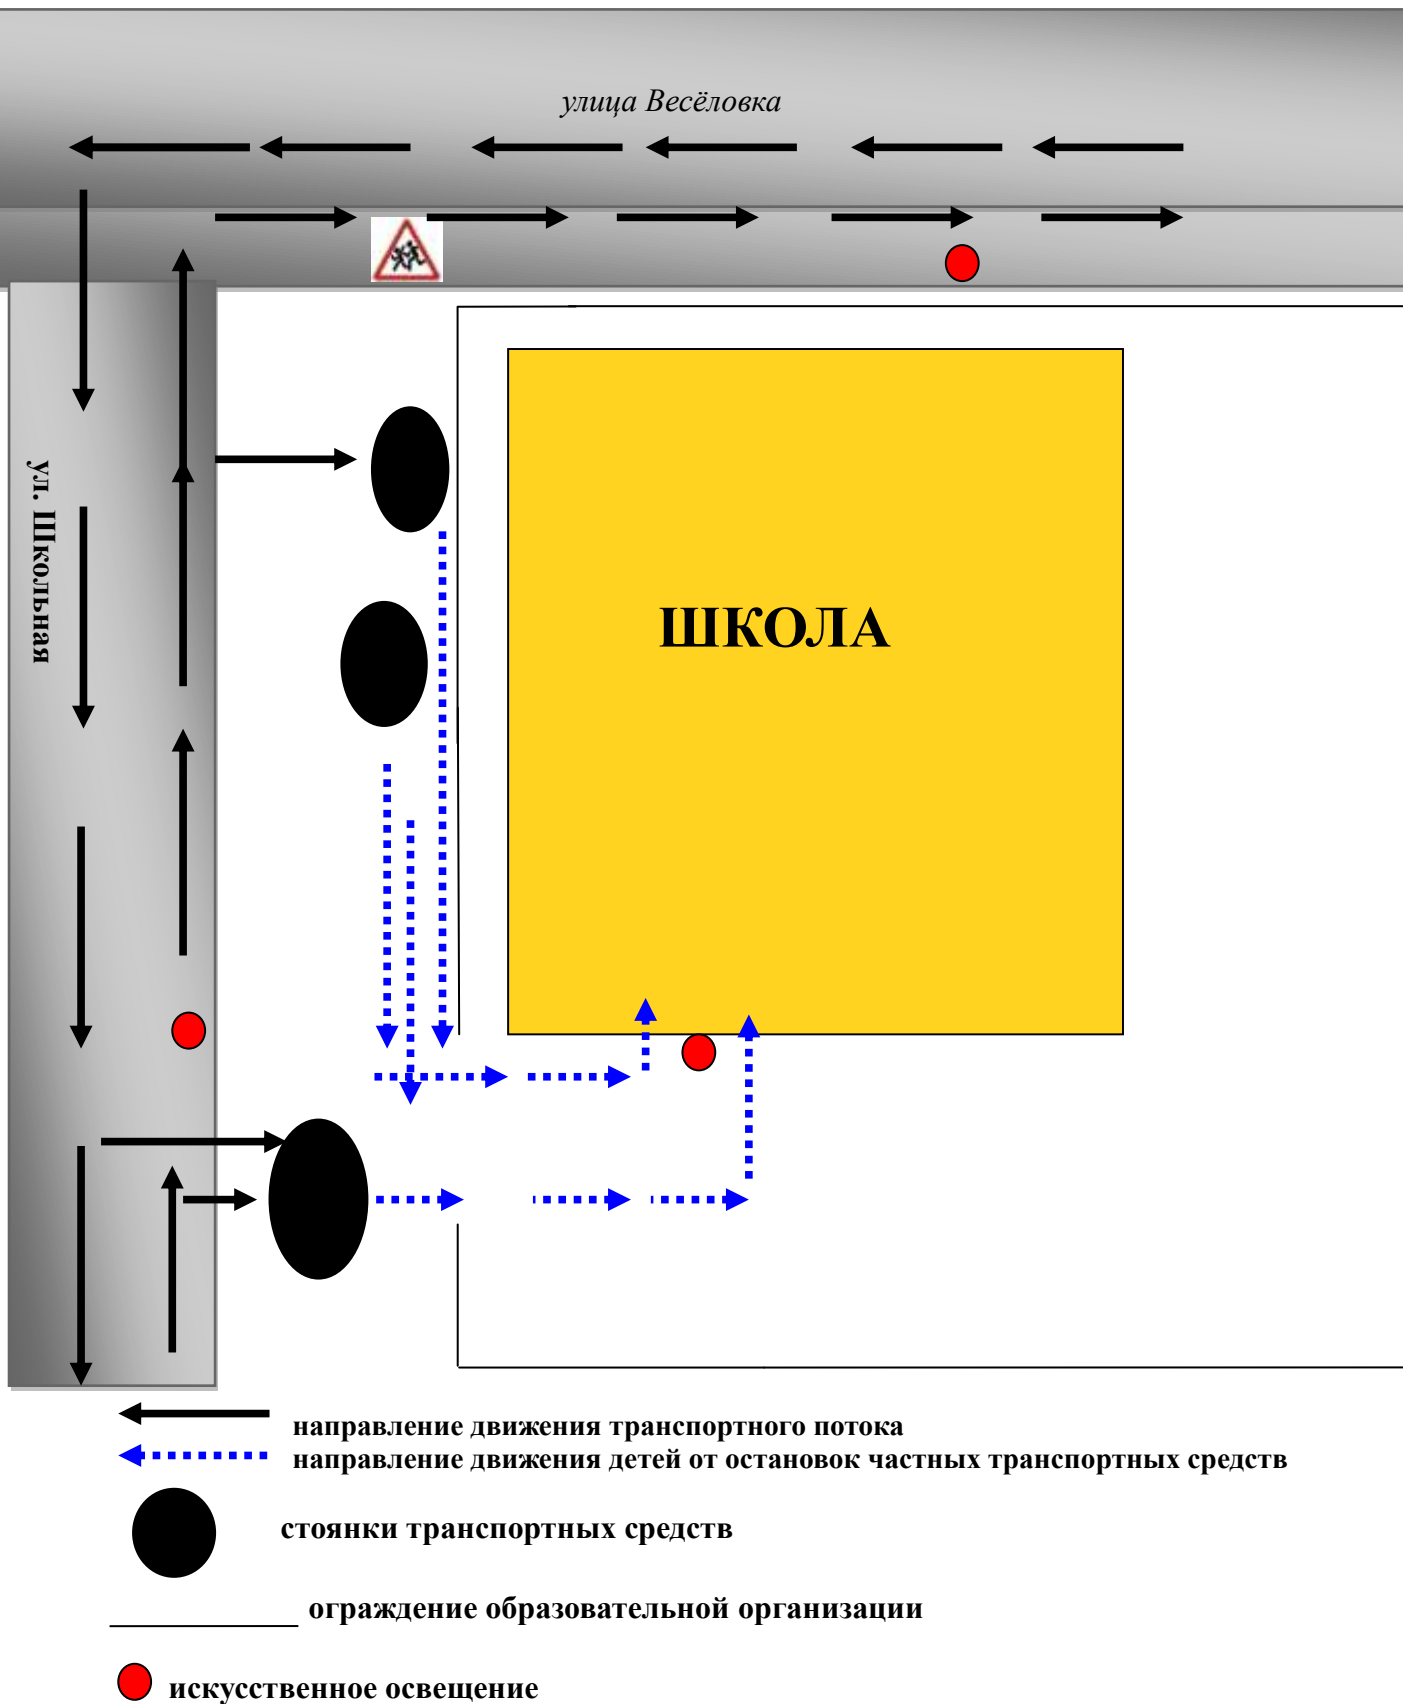 улица Весёловка
ул. Школьная
ШКОЛА
направление движения транспортного потока
направление движения детей от остановок частных транспортных средств
стоянки транспортных средств
ограждение образовательной организации
искусственное освещение